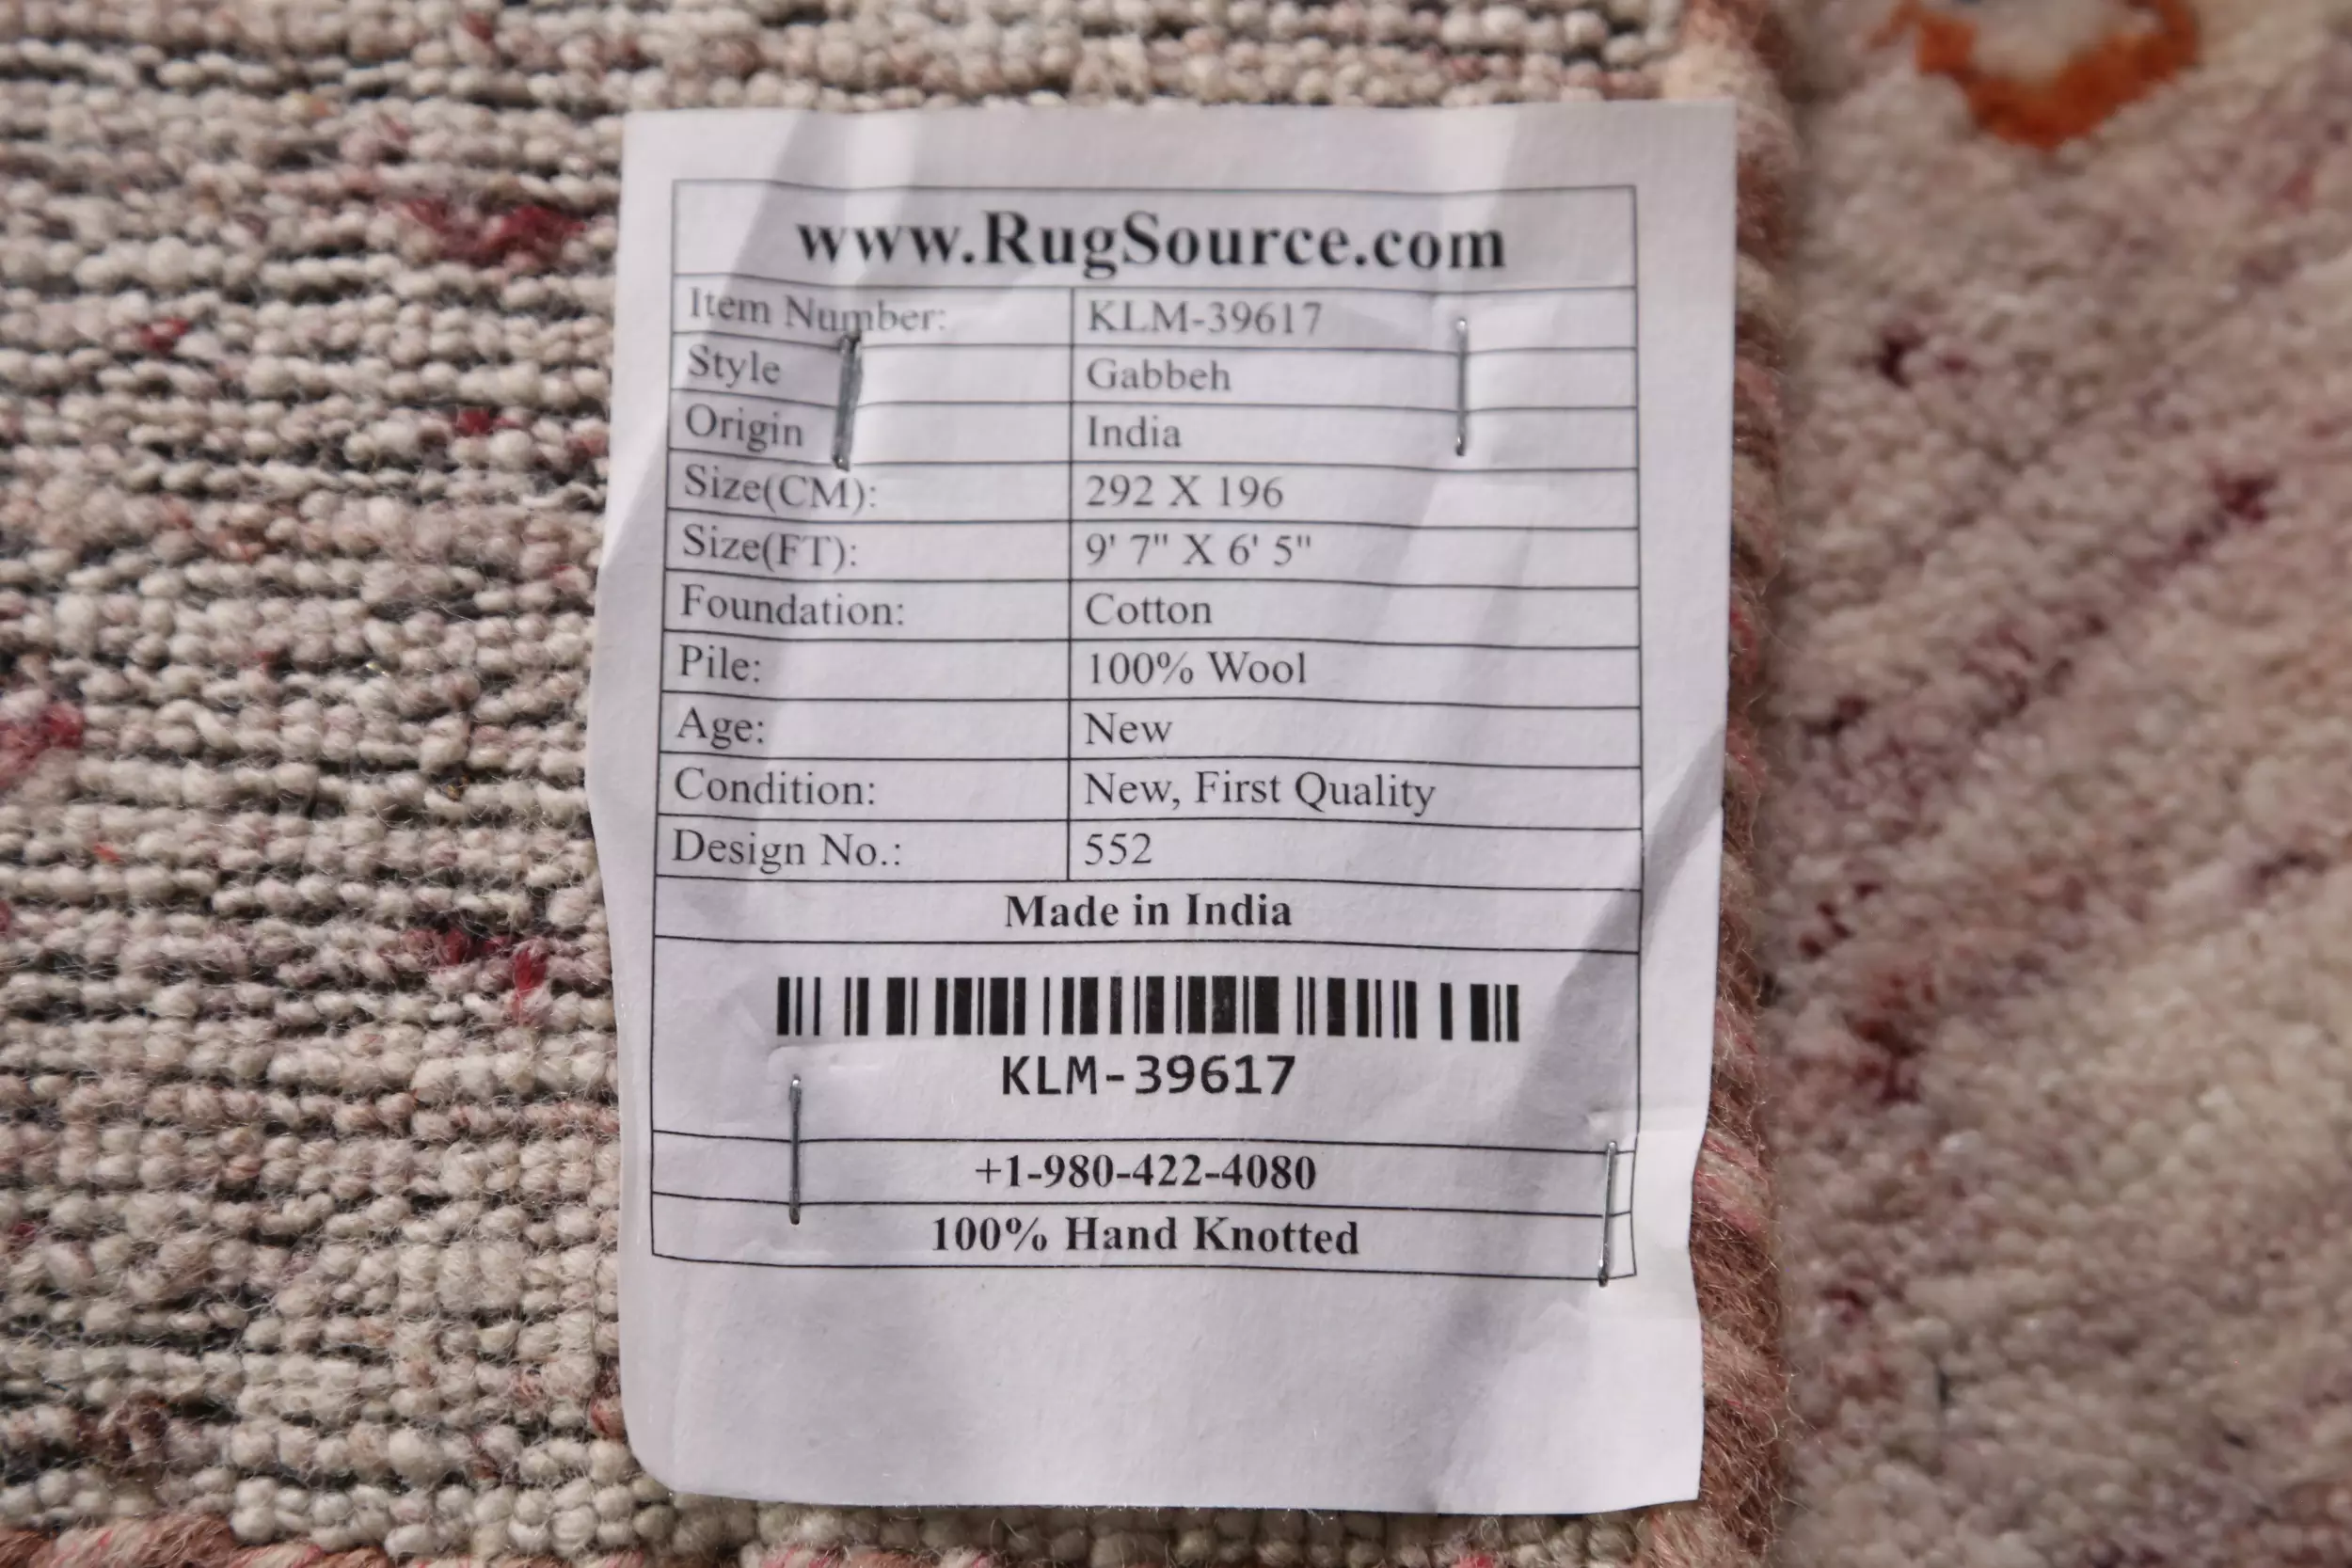 www.RugSource.com
Item Number: KLM-39617
Style Gabbeh
Origin India
Size(CM): 292 X 196
Size(FT): 9' 7" X 6' 5"
Foundation: Cotton
Pile: 100% Wool
Age: New
Condition: New, First Quality
Design No.: 552
Made in India
KLM-39617
+1-980-422-4080
100% Hand Knotted